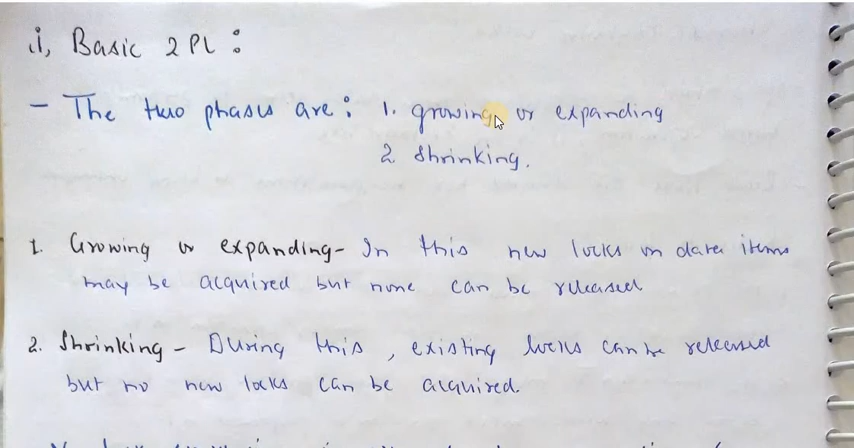 i, Basic 2PL :
- The two phases are : 1. growing or expanding
2. Shrinking.
1. Growing or expanding - In this new locks on data items
may be acquired but none can be released
2. Shrinking - During this , existing locks can be released
but no new locks can be acquired.